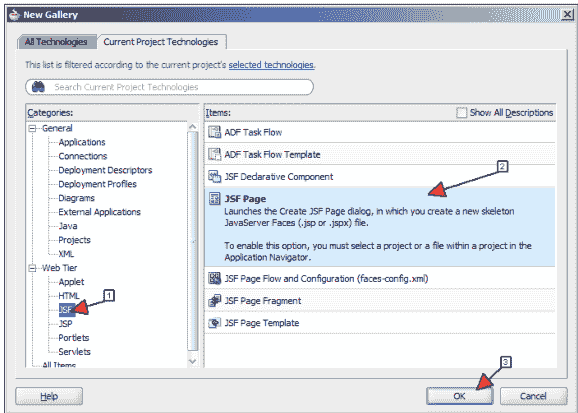 New Gallery
All Technologies
Current Project Technologies
This list is filtered according to the current project's selected technologies.
Search Current Project Technologies
Categories:
General
Applications
Connections
Deployment Descriptors
Deployment Profiles
Diagrams
External Applications
Java
Projects
XML
Web Tier
Applet
HTML
JSF
1
JSP
Portlets
Servlets
All Items
Items:
Show All Descriptions
ADF Task Flow
ADF Task Flow Template
JSF Declarative Component
2
JSF Page
Launches the Create JSF Page dialog, in which you create a new skeleton
JavaServer Faces (.jsp or .jspx) file.
To enable this option, you must select a project or a file within a project in the
Application Navigator.
JSF Page Flow and Configuration (faces-config.xml)
JSF Page Fragment
JSF Page Template
3
Help
OK
Cancel